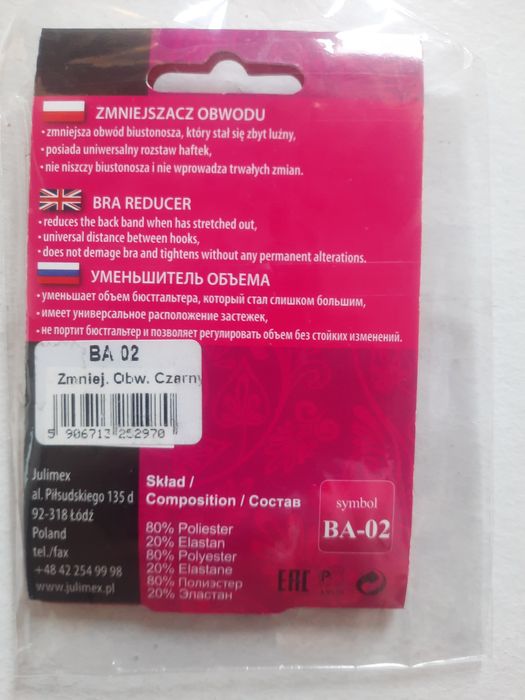 ZMNIEJSZACZ OBWODU
• zmniejsza obwód biustonosza, który stał się zbyt luźny,
• posiada uniwersalny rozstaw haftek,
• nie niszczy biustonosza i nie wprowadza trwałych zmian.
BRA REDUCER
• reduces the back band when has stretched out,
• universal distance between hooks,
• does not damage bra and tightens without any permanent alterations.
УМЕНЬШИТЕЛЬ ОБЪЕМА
• уменьшает объем бюстгальтера, который стал слишком большим,
• имеет универсальное расположение застежек,
• не портит бюстгальтер и позволяет регулировать объем без стойких изменений.
BA 02
Zmniej. Obw. Czarny
5 906713 252970
Julimex
al. Piłsudskiego 135 d
92-318 Łódź
Poland
tel./fax
+48 42 254 99 98
www.julimex.pl
Skład /
Composition / Состав
80% Poliester
20% Elastan
80% Polyester
20% Elastane
80% Полиэстер
20% Эластан
symbol
BA-02
EAC